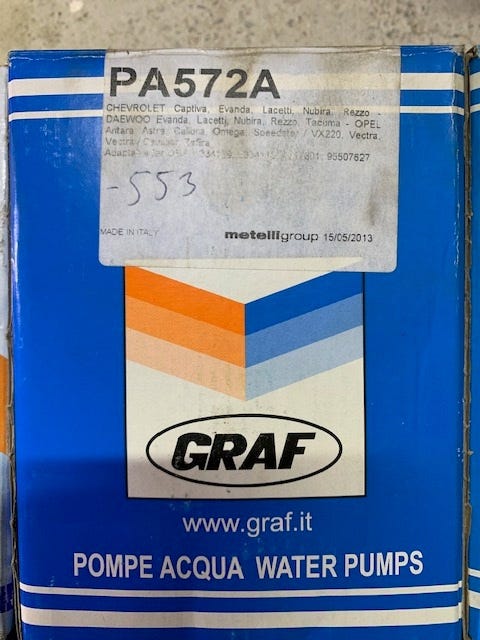 PA572A
CHEVROLET Captiva, Evanda, Lacetti, Nubira, Rezzo -
DAEWOO Evanda, Lacetti, Nubira, Rezzo, Tacuma - OPEL
Antara, Astra, Calibra, Omega, Speedster / VX220, Vectra,
Vectra / Zafira
95507627
-553
MADE IN ITALY
metelligroup 15/05/2013
GRAF
www.graf.it
POMPE ACQUA WATER PUMPS